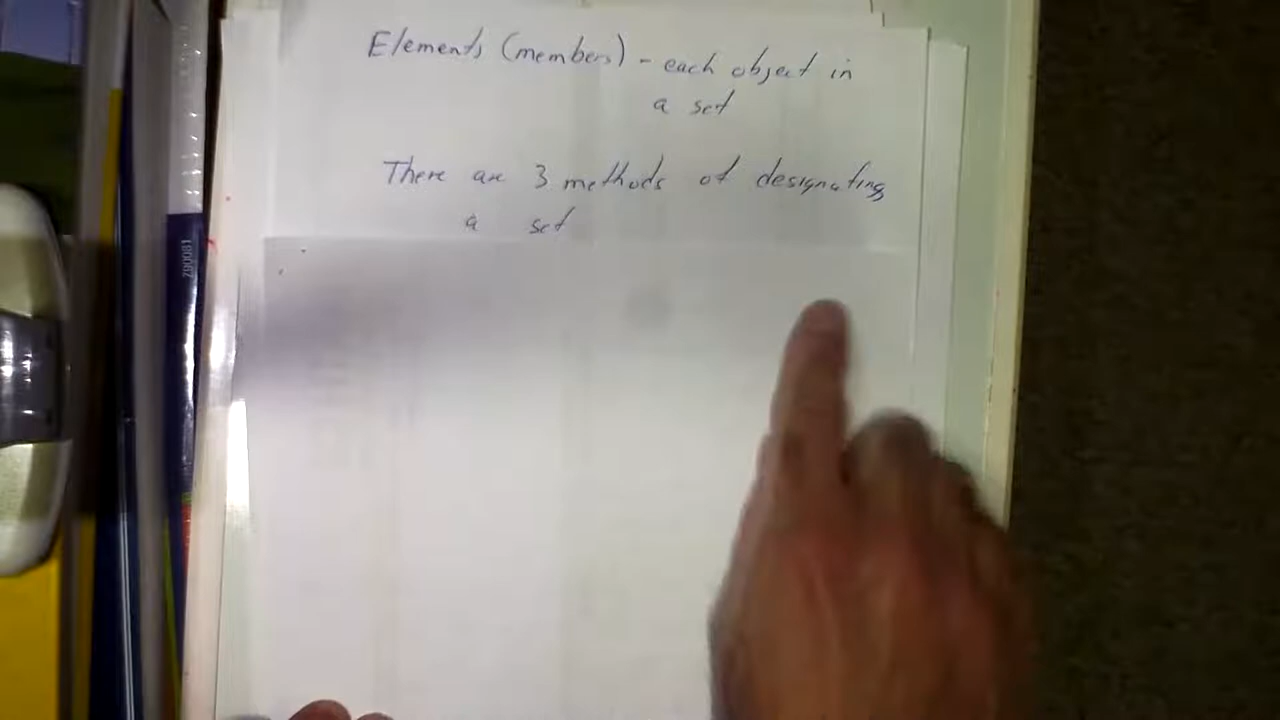 Elements (members) - each object in
a set
There are 3 methods of designating
a set